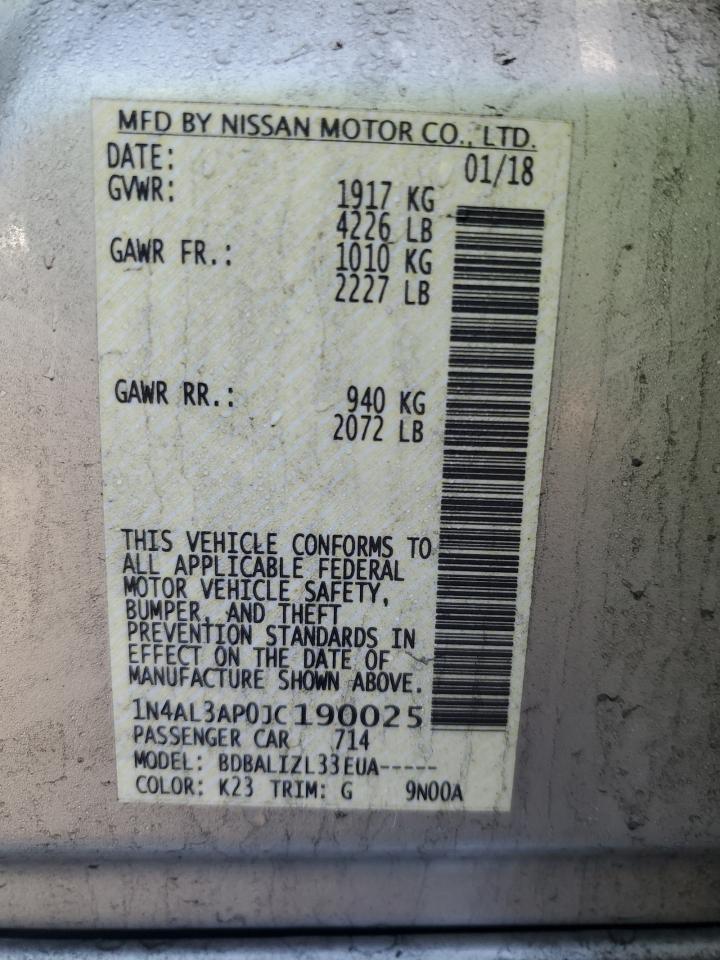 MFD BY NISSAN MOTOR CO., LTD.
DATE: 01/18
GVWR: 1917 KG
4226 LB
GAWR FR.: 1010 KG
2227 LB
GAWR RR.: 940 KG
2072 LB
THIS VEHICLE CONFORMS TO
ALL APPLICABLE FEDERAL
MOTOR VEHICLE SAFETY,
BUMPER, AND THEFT
PREVENTION STANDARDS IN
EFFECT ON THE DATE OF
MANUFACTURE SHOWN ABOVE.
1N4AL3AP0JC190025
PASSENGER CAR 714
MODEL: BDBALIZL33EUA-----
COLOR: K23 TRIM: G 9N00A